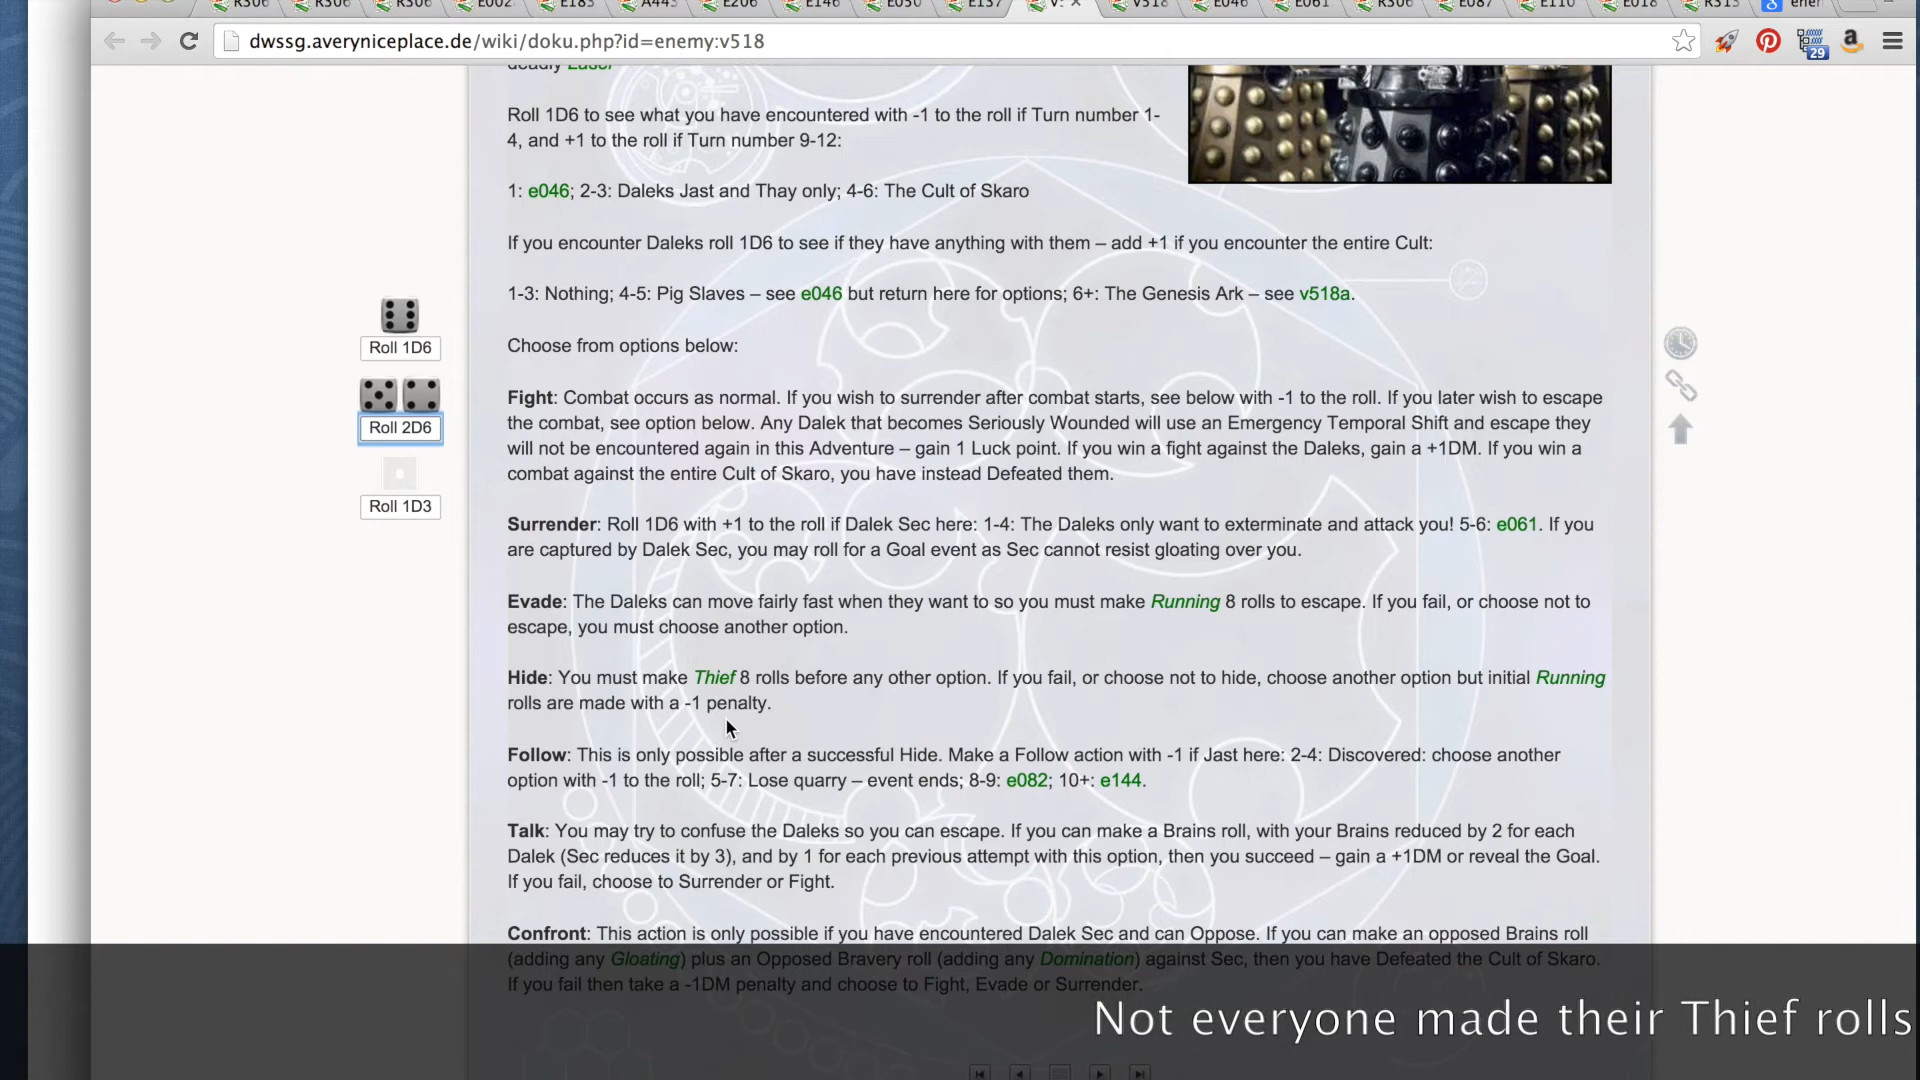 R306 R306 R306 E002 E183 A443 E206 E146 E050 E137 V518 E046 E061 R306 E087 E110 E018 R313
dwssg.averyniceplace.de/wiki/doku.php?id=enemy:v518
29
deadly Laser
Roll 1D6 to see what you have encountered with -1 to the roll if Turn number 1-
4, and +1 to the roll if Turn number 9-12:
1: e046; 2-3: Daleks Jast and Thay only; 4-6: The Cult of Skaro
If you encounter Daleks roll 1D6 to see if they have anything with them – add +1 if you encounter the entire Cult:
1-3: Nothing; 4-5: Pig Slaves – see e046 but return here for options; 6+: The Genesis Ark – see v518a.
Roll 1D6
Choose from options below:
Fight: Combat occurs as normal. If you wish to surrender after combat starts, see below with -1 to the roll. If you later wish to escape
the combat, see option below. Any Dalek that becomes Seriously Wounded will use an Emergency Temporal Shift and escape they
Roll 2D6
will not be encountered again in this Adventure – gain 1 Luck point. If you win a fight against the Daleks, gain a +1DM. If you win a
combat against the entire Cult of Skaro, you have instead Defeated them.
Roll 1D3
Surrender: Roll 1D6 with +1 to the roll if Dalek Sec here: 1-4: The Daleks only want to exterminate and attack you! 5-6: e061. If you
are captured by Dalek Sec, you may roll for a Goal event as Sec cannot resist gloating over you.
Evade: The Daleks can move fairly fast when they want to so you must make Running 8 rolls to escape. If you fail, or choose not to
escape, you must choose another option.
Hide: You must make Thief 8 rolls before any other option. If you fail, or choose not to hide, choose another option but initial Running
rolls are made with a -1 penalty.
Follow: This is only possible after a successful Hide. Make a Follow action with -1 if Jast here: 2-4: Discovered: choose another
option with -1 to the roll; 5-7: Lose quarry – event ends; 8-9: e082; 10+: e144.
Talk: You may try to confuse the Daleks so you can escape. If you can make a Brains roll, with your Brains reduced by 2 for each
Dalek (Sec reduces it by 3), and by 1 for each previous attempt with this option, then you succeed – gain a +1DM or reveal the Goal.
If you fail, choose to Surrender or Fight.
Confront: This action is only possible if you have encountered Dalek Sec and can Oppose. If you can make an opposed Brains roll
(adding any Gloating) plus an Opposed Bravery roll (adding any Domination) against Sec, then you have Defeated the Cult of Skaro.
If you fail then take a -1DM penalty and choose to Fight, Evade or Surrender.
Not everyone made their Thief rolls